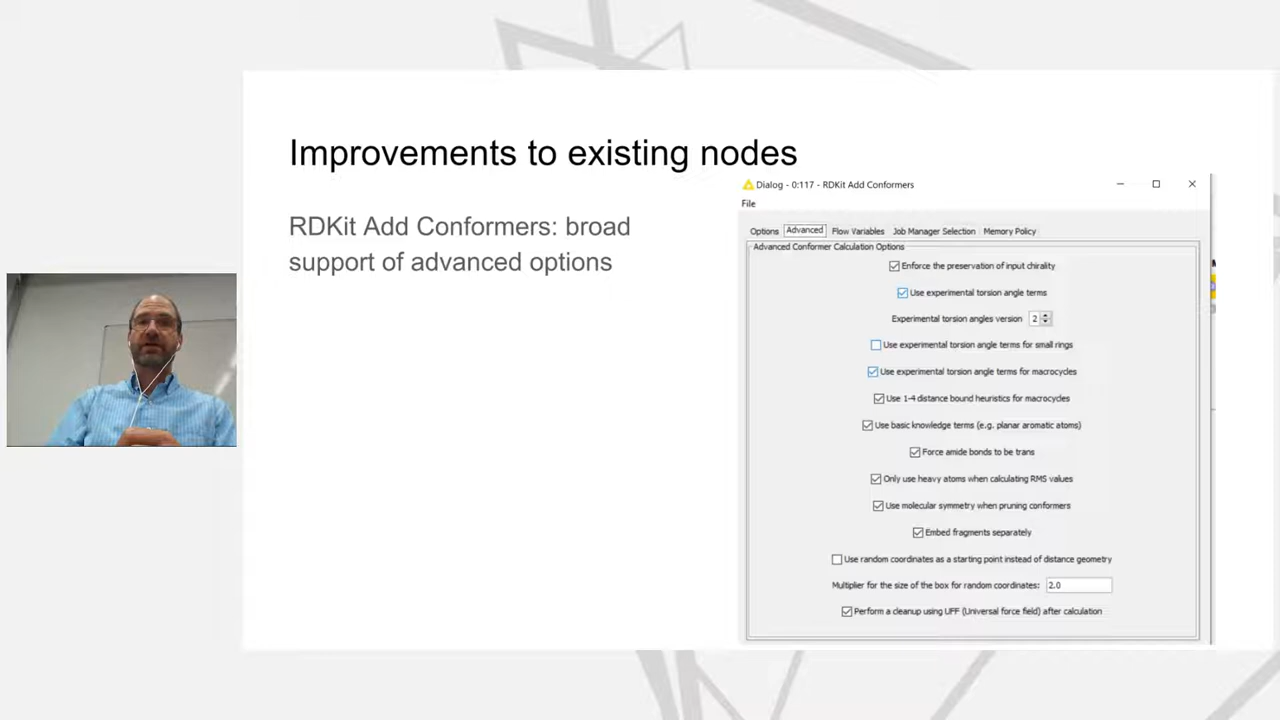 Improvements to existing nodes
RDKit Add Conformers: broad
support of advanced options
Dialog - 0:117 - RDKit Add Conformers
File
Options Advanced Flow Variables Job Manager Selection Memory Policy
Advanced Conformer Calculation Options
Enforce the preservation of input chirality
Use experimental torsion angle terms
Experimental torsion angles version 2
Use experimental torsion angle terms for small rings
Use experimental torsion angle terms for macrocycles
Use 1-4 distance bound heuristics for macrocycles
Use basic knowledge terms (e.g. planar aromatic atoms)
Force amide bonds to be trans
Only use heavy atoms when calculating RMS values
Use molecular symmetry when pruning conformers
Embed fragments separately
Use random coordinates as a starting point instead of distance geometry
Multiplier for the size of the box for random coordinates: 2.0
Perform a cleanup using UFF (Universal force field) after calculation